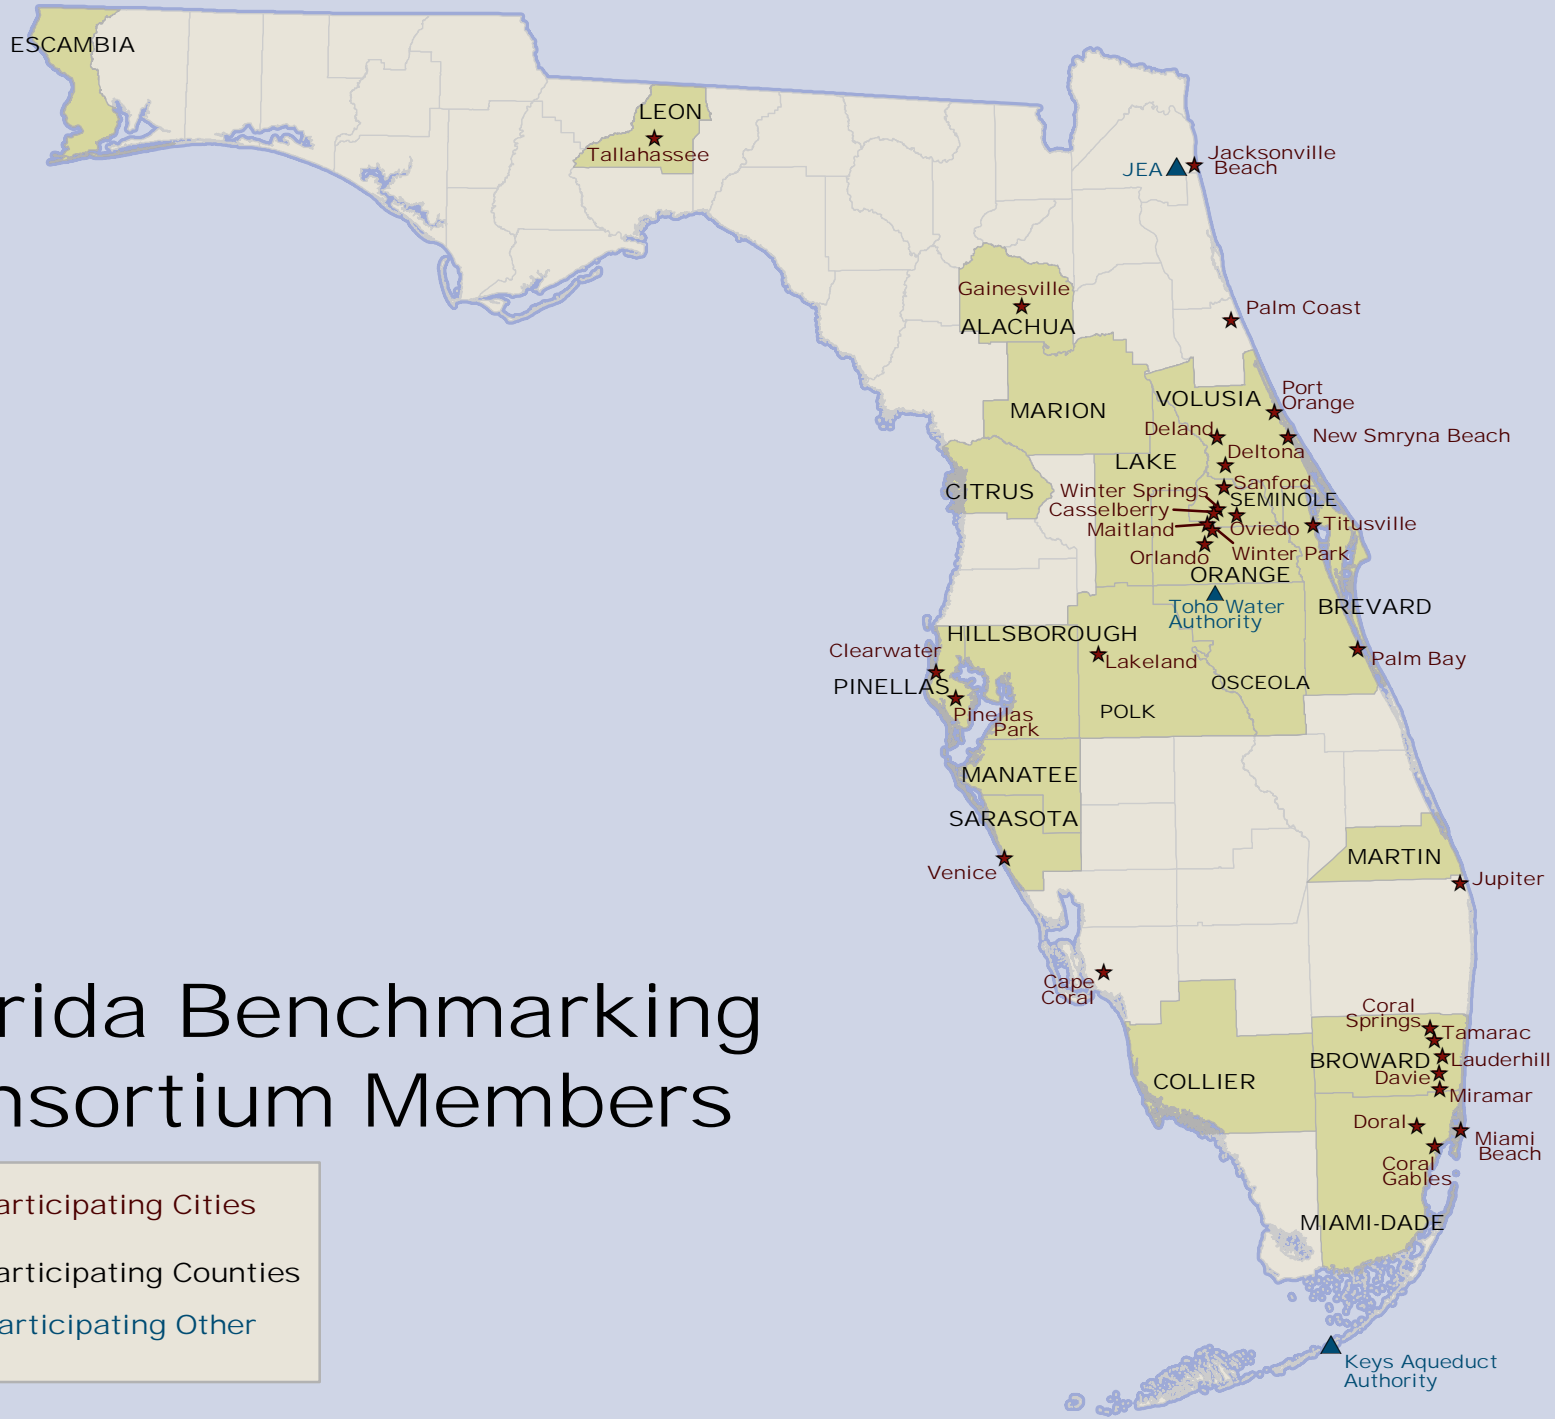 ESCAMBIA
LEON
Tallahassee
JEA
Jacksonville
Beach
Gainesville
ALACHUA
Palm Coast
MARION
VOLUSIA
Port
Orange
Deland
New Smryna Beach
Deltona
LAKE
CITRUS
Sanford
Winter Springs
SEMINOLE
Casselberry
Maitland
Oviedo
Titusville
Orlando
Winter Park
ORANGE
Toho Water
Authority
BREVARD
HILLSBOROUGH
Clearwater
Lakeland
Palm Bay
PINELLAS
OSCEOLA
Pinellas
Park
POLK
MANATEE
SARASOTA
Venice
MARTIN
Jupiter
Cape
Coral
rida Benchmarking
nsortium Members
Coral
Springs
Tamarac
BROWARD
Lauderhill
Davie
COLLIER
Miramar
Doral
Miami
Beach
Coral
Gables
MIAMI-DADE
articipating Cities
articipating Counties
articipating Other
Keys Aqueduct
Authority